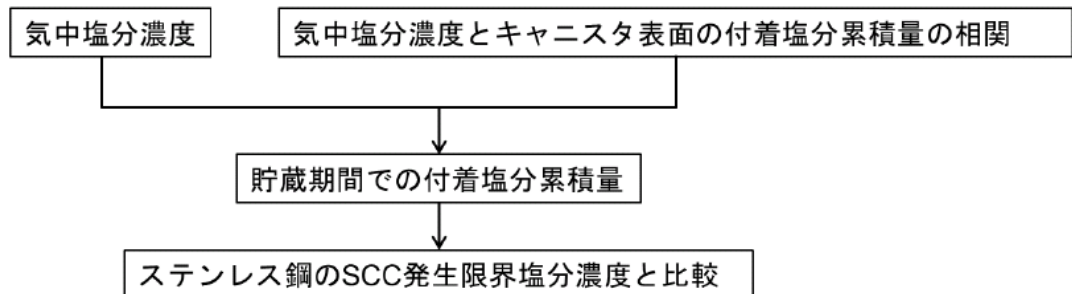 気中塩分濃度
気中塩分濃度とキャニスタ表面の付着塩分累積量の相関
貯蔵期間での付着塩分累積量
ステンレス鋼のSCC発生限界塩分濃度と比較